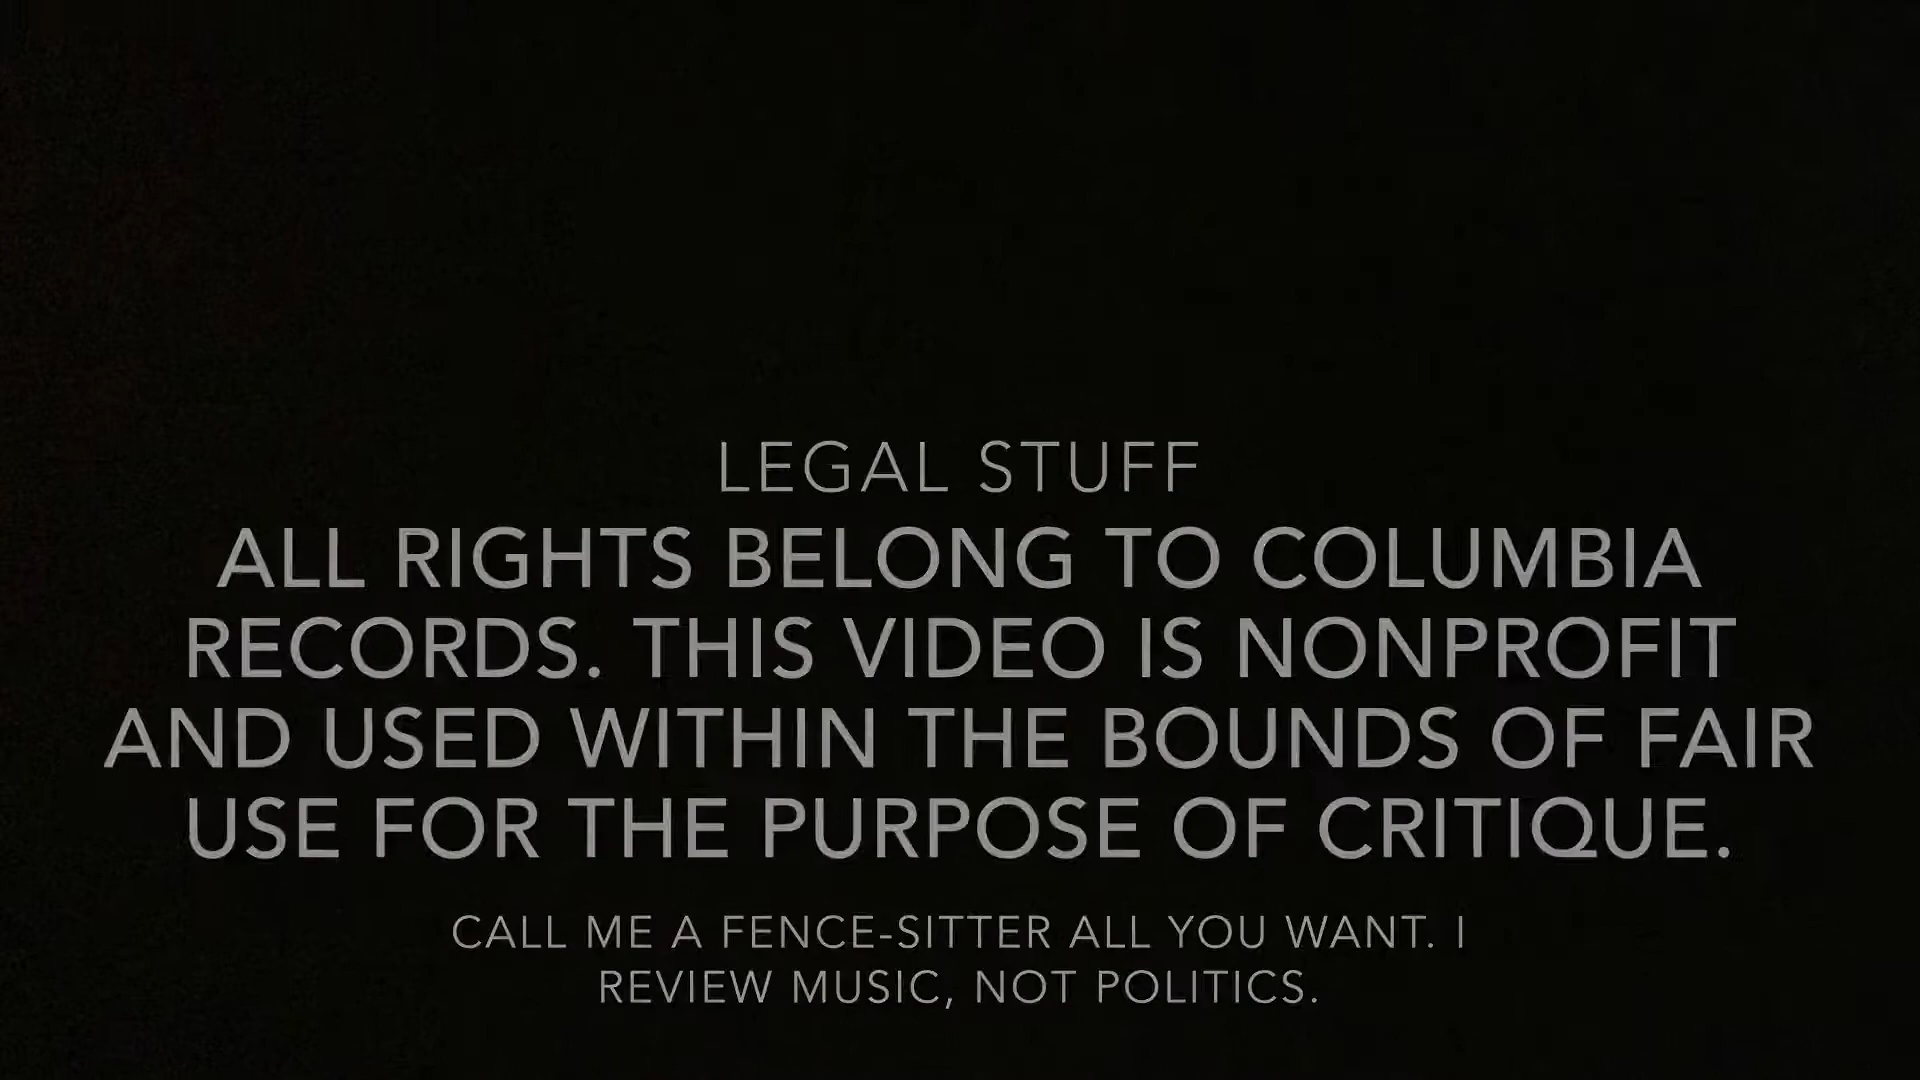 LEGAL STUFF
ALL RIGHTS BELONG TO COLUMBIA
RECORDS. THIS VIDEO IS NONPROFIT
AND USED WITHIN THE BOUNDS OF FAIR
USE FOR THE PURPOSE OF CRITIQUE.
CALL ME A FENCE-SITTER ALL YOU WANT. I
REVIEW MUSIC, NOT POLITICS.